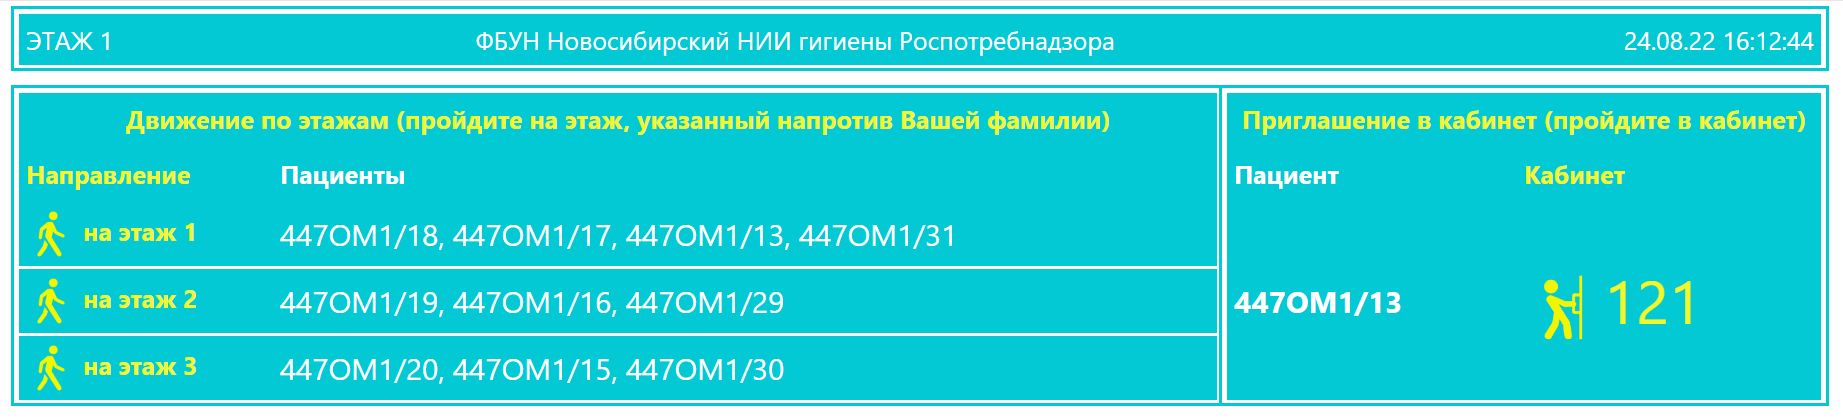 ЭТАЖ 1
ФБУН Новосибирский НИИ гигиены Роспотребнадзора
24.08.22 16:12:44
Движение по этажам (пройдите на этаж, указанный напротив Вашей фамилии)
Направление Пациенты
на этаж 1 447ОМ1/18, 447ОМ1/17, 447ОМ1/13, 447ОМ1/31
на этаж 2 447ОМ1/19, 447ОМ1/16, 447ОМ1/29
на этаж 3 447ОМ1/20, 447ОМ1/15, 447ОМ1/30
Приглашение в кабинет (пройдите в кабинет)
Пациент Кабинет
447ОМ1/13 121